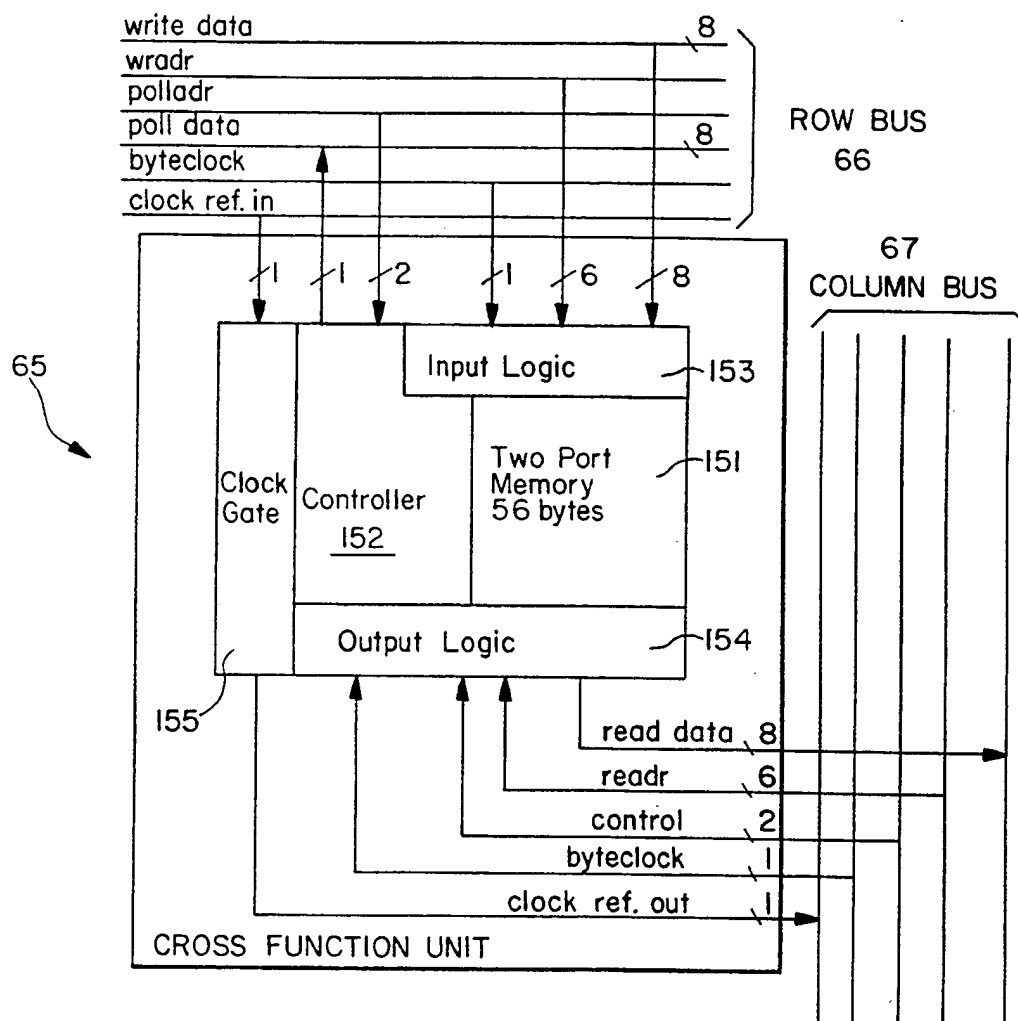 write data
8
wradr
polladr
poll data
8
byteclock
clock ref. in
ROW BUS
66
1
1
2
1
6
8
67
COLUMN BUS
65
Input Logic
153
Two Port
Memory
56 bytes
151
Clock
Gate
Controller
152
Output Logic
154
155
read data 8
readr 6
control 2
byteclock 1
clock ref. out 1
CROSS FUNCTION UNIT